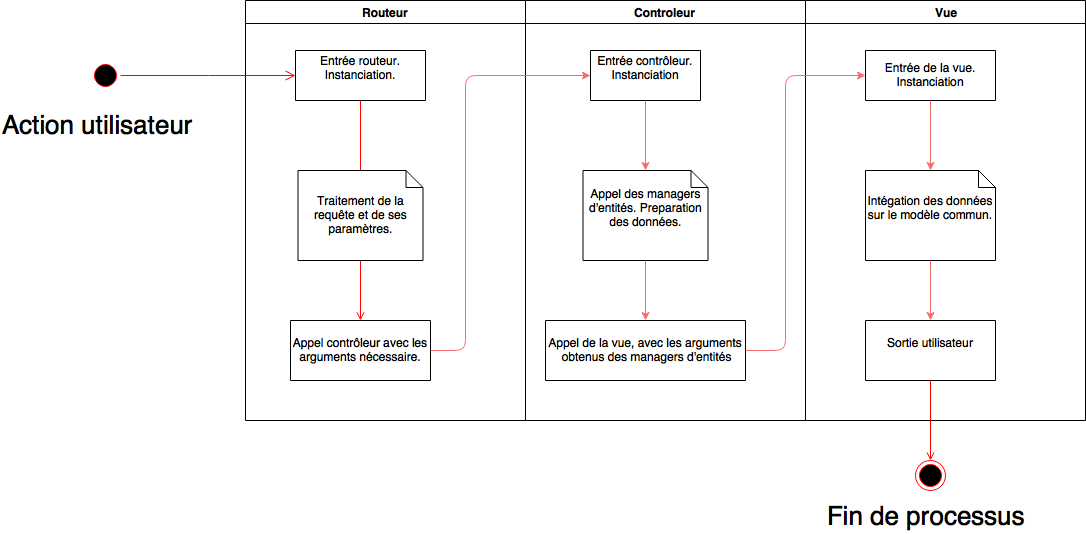 Routeur
Controleur
Vue
Action utilisateur
Entrée routeur.
Instanciation.
Traitement de la
requête et de ses
paramètres.
Appel contrôleur avec les
arguments nécessaire.
Entrée contrôleur.
Instanciation
Appel des managers
d'entités. Preparation
des données.
Appel de la vue, avec les arguments
obtenus des managers d'entités
Entrée de la vue.
Instanciation
Intégation des données
sur le modèle commun.
Sortie utilisateur
Fin de processus